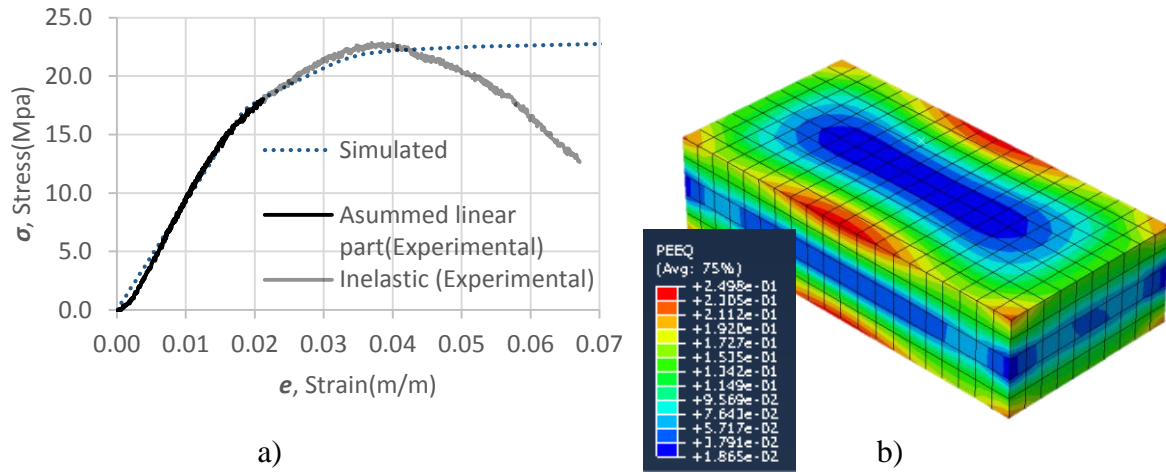 25.0
20.0
15.0
10.0
5.0
0.0
σ, Stress(Mpa)
Simulated
Asummed linear
part(Experimental)
Inelastic (Experimental)
0.00 0.01 0.02 0.03 0.04 0.05 0.06 0.07
e, Strain(m/m)
a)
PEEQ
(Avg: 75%)
+2.498e-01
+2.305e-01
+2.112e-01
+1.920e-01
+1.727e-01
+1.535e-01
+1.342e-01
+1.149e-01
+9.569e-02
+7.643e-02
+5.717e-02
+3.791e-02
+1.865e-02
b)